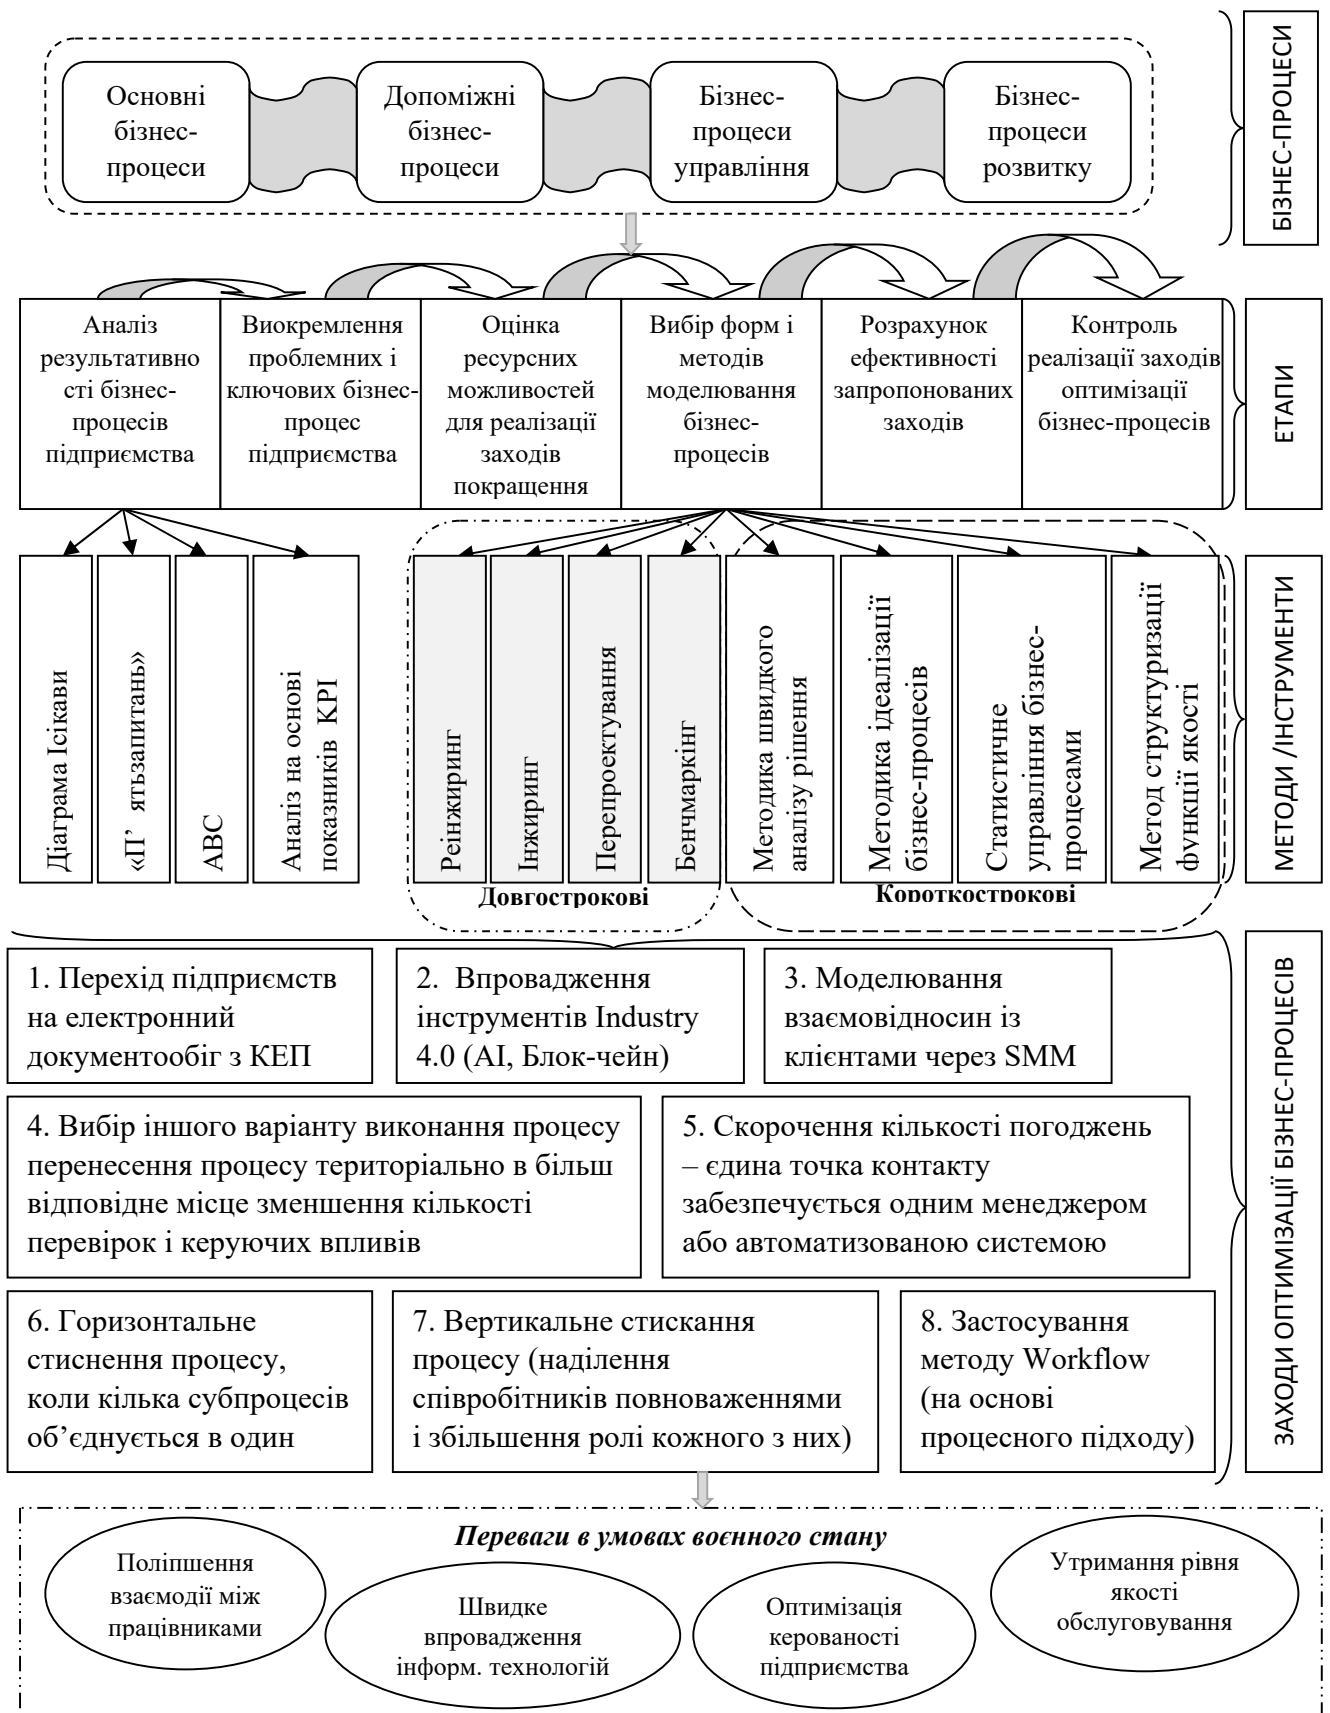 Основні
бізнес-
процеси
Допоміжні
бізнес-
процеси
Бізнес-
процеси
управління
Бізнес-
процеси
розвитку
БІЗНЕС-ПРОЦЕСИ
Аналіз
результативно
сті бізнес-
процесів
підприємства
Виокремлення
проблемних і
ключових бізнес-
процес
підприємства
Оцінка
ресурсних
можливостей
для реалізації
заходів
покращення
Вибір форм і
методів
моделювання
бізнес-
процесів
Розрахунок
ефективності
запропонованих
заходів
Контроль
реалізації заходів
оптимізації
бізнес-процесів
ЕТАПИ
Діаграма Ісікави
«П’ ятьзапитань»
АВС
Аналіз на основі
показників КРІ
Реінжиринг
Інжиринг
Перепроектування
Бенчмаркінг
Методика швидкого
аналізу рішення
Методика ідеалізації
бізнес-процесів
Статистичне
управління бізнес-
процесами
Метод структуризації
функції якості
МЕТОДИ /ІНСТРУМЕНТИ
Довгострокові
Короткострокові
1. Перехід підприємств
на електронний
документообіг з КЕП
2. Впровадження
інструментів Industry
4.0 (AI, Блок-чейн)
3. Моделювання
взаємовідносин із
клієнтами через SMM
4. Вибір іншого варіанту виконання процесу
перенесення процесу територіально в більш
відповідне місце зменшення кількості
перевірок і керуючих впливів
5. Скорочення кількості погоджень
– єдина точка контакту
забезпечується одним менеджером
або автоматизованою системою
6. Горизонтальне
стиснення процесу,
коли кілька субпроцесів
об’єднується в один
7. Вертикальне стискання
процесу (наділення
співробітників повноваженнями
і збільшення ролі кожного з них)
8. Застосування
методу Workflow
(на основі
процесного підходу)
ЗАХОДИ ОПТИМІЗАЦІЇ БІЗНЕС-ПРОЦЕСІВ
Переваги в умовах воєнного стану
Поліпшення
взаємодії між
працівниками
Швидке
впровадження
інформ. технологій
Оптимізація
керованості
підприємства
Утримання рівня
якості
обслуговування